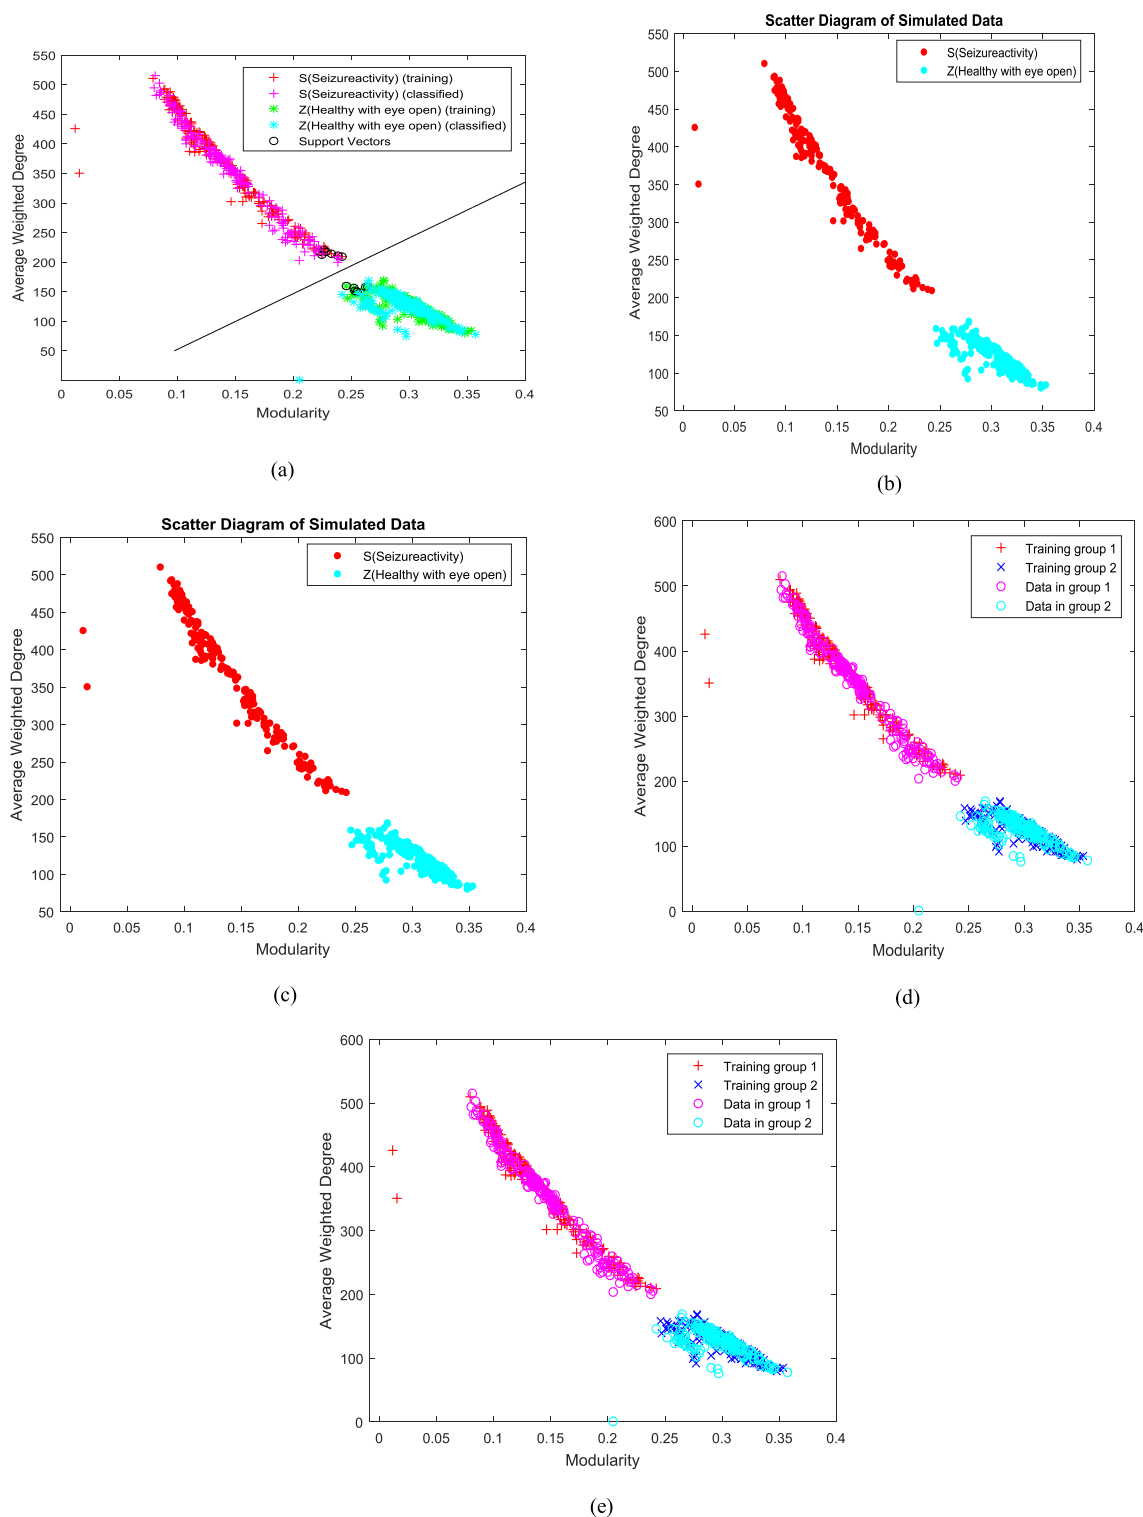 550
500
450
400
350
300
250
200
150
100
50
Average Weighted Degree
S(Seizureactivity) (training)
S(Seizureactivity) (classified)
Z(Healthy with eye open) (training)
Z(Healthy with eye open) (classified)
Support Vectors
0 0.05 0.1 0.15 0.2 0.25 0.3 0.35 0.4
Modularity
(a)
Scatter Diagram of Simulated Data
550
500
450
400
350
300
250
200
150
100
50
Average Weighted Degree
S(Seizureactivity)
Z(Healthy with eye open)
0 0.05 0.1 0.15 0.2 0.25 0.3 0.35 0.4
Modularity
(b)
Scatter Diagram of Simulated Data
550
500
450
400
350
300
250
200
150
100
50
Average Weighted Degree
S(Seizureactivity)
Z(Healthy with eye open)
0 0.05 0.1 0.15 0.2 0.25 0.3 0.35 0.4
Modularity
(c)
600
500
400
300
200
100
0
Average Weighted Degree
Training group 1
Training group 2
Data in group 1
Data in group 2
0 0.05 0.1 0.15 0.2 0.25 0.3 0.35 0.4
Modularity
(d)
600
500
400
300
200
100
0
Average Weighted Degree
Training group 1
Training group 2
Data in group 1
Data in group 2
0 0.05 0.1 0.15 0.2 0.25 0.3 0.35 0.4
Modularity
(e)